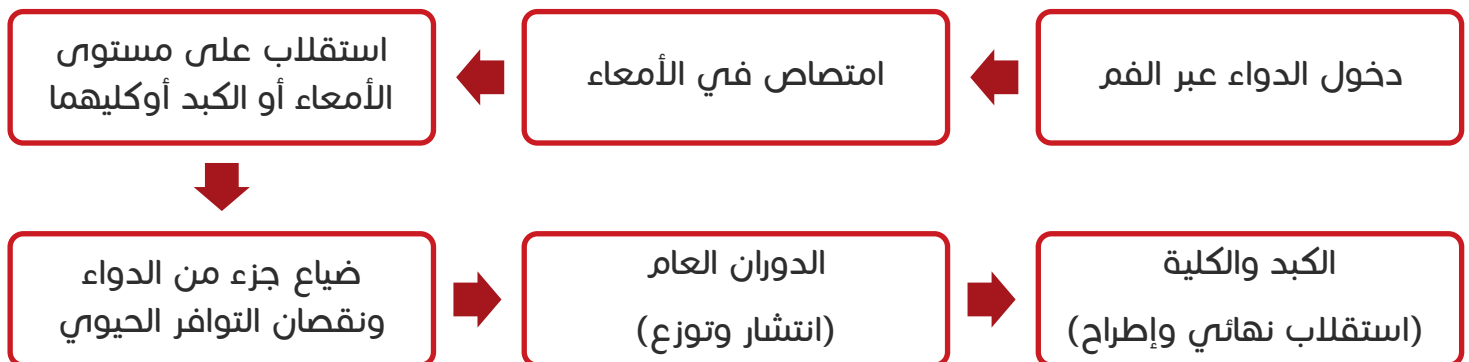 دخول الدواء عبر الفم
امتصاص في الأمعاء
استقلاب على مستوى
الأمعاء أو الكبد أوكليهما
ضياع جزء من الدواء
ونقصان التوافر الحيوي
الدوران العام
(انتشار وتوزع)
الكبد والكلية
(استقلاب نهائي وإطراح)